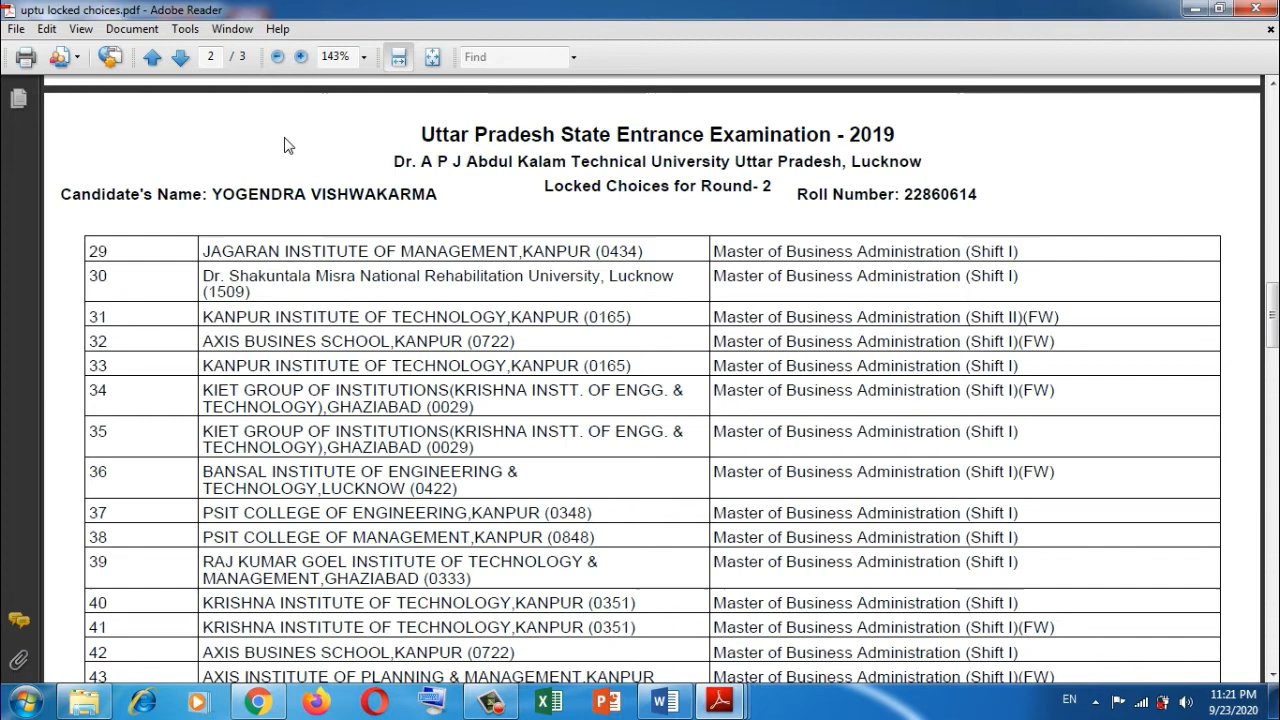 uptu locked choices.pdf - Adobe Reader
File Edit View Document Tools Window Help
2 / 3 143% Find
Uttar Pradesh State Entrance Examination - 2019
Dr. A P J Abdul Kalam Technical University Uttar Pradesh, Lucknow
Locked Choices for Round- 2
Candidate's Name: YOGENDRA VISHWAKARMA Roll Number: 22860614
29 JAGARAN INSTITUTE OF MANAGEMENT,KANPUR (0434) Master of Business Administration (Shift I)
30 Dr. Shakuntala Misra National Rehabilitation University, Lucknow Master of Business Administration (Shift I)
(1509)
31 KANPUR INSTITUTE OF TECHNOLOGY,KANPUR (0165) Master of Business Administration (Shift II)(FW)
32 AXIS BUSINES SCHOOL,KANPUR (0722) Master of Business Administration (Shift I)(FW)
33 KANPUR INSTITUTE OF TECHNOLOGY,KANPUR (0165) Master of Business Administration (Shift I)
34 KIET GROUP OF INSTITUTIONS(KRISHNA INSTT. OF ENGG. & Master of Business Administration (Shift I)(FW)
TECHNOLOGY),GHAZIABAD (0029)
35 KIET GROUP OF INSTITUTIONS(KRISHNA INSTT. OF ENGG. & Master of Business Administration (Shift I)
TECHNOLOGY),GHAZIABAD (0029)
36 BANSAL INSTITUTE OF ENGINEERING & Master of Business Administration (Shift I)(FW)
TECHNOLOGY,LUCKNOW (0422)
37 PSIT COLLEGE OF ENGINEERING,KANPUR (0348) Master of Business Administration (Shift I)
38 PSIT COLLEGE OF MANAGEMENT,KANPUR (0848) Master of Business Administration (Shift I)
39 RAJ KUMAR GOEL INSTITUTE OF TECHNOLOGY & Master of Business Administration (Shift I)
MANAGEMENT,GHAZIABAD (0333)
40 KRISHNA INSTITUTE OF TECHNOLOGY,KANPUR (0351) Master of Business Administration (Shift I)
41 KRISHNA INSTITUTE OF TECHNOLOGY,KANPUR (0351) Master of Business Administration (Shift I)(FW)
42 AXIS BUSINES SCHOOL,KANPUR (0722) Master of Business Administration (Shift I)
43 AXIS INSTITUTE OF PLANNING & MANAGEMENT,KANPUR Master of Business Administration (Shift I)(FW)
EN 11:21 PM
9/23/2020